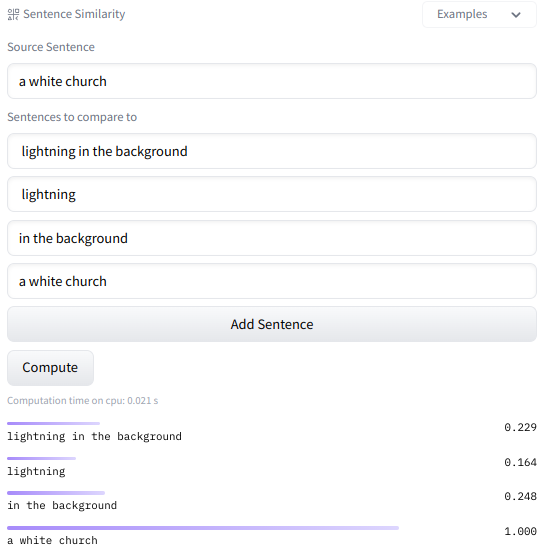 Sentence Similarity
Examples
Source Sentence
a white church
Sentences to compare to
lightning in the background
lightning
in the background
a white church
Add Sentence
Compute
Computation time on cpu: 0.021 s
0.229
lightning in the background
0.164
lightning
0.248
in the background
1.000
a white church